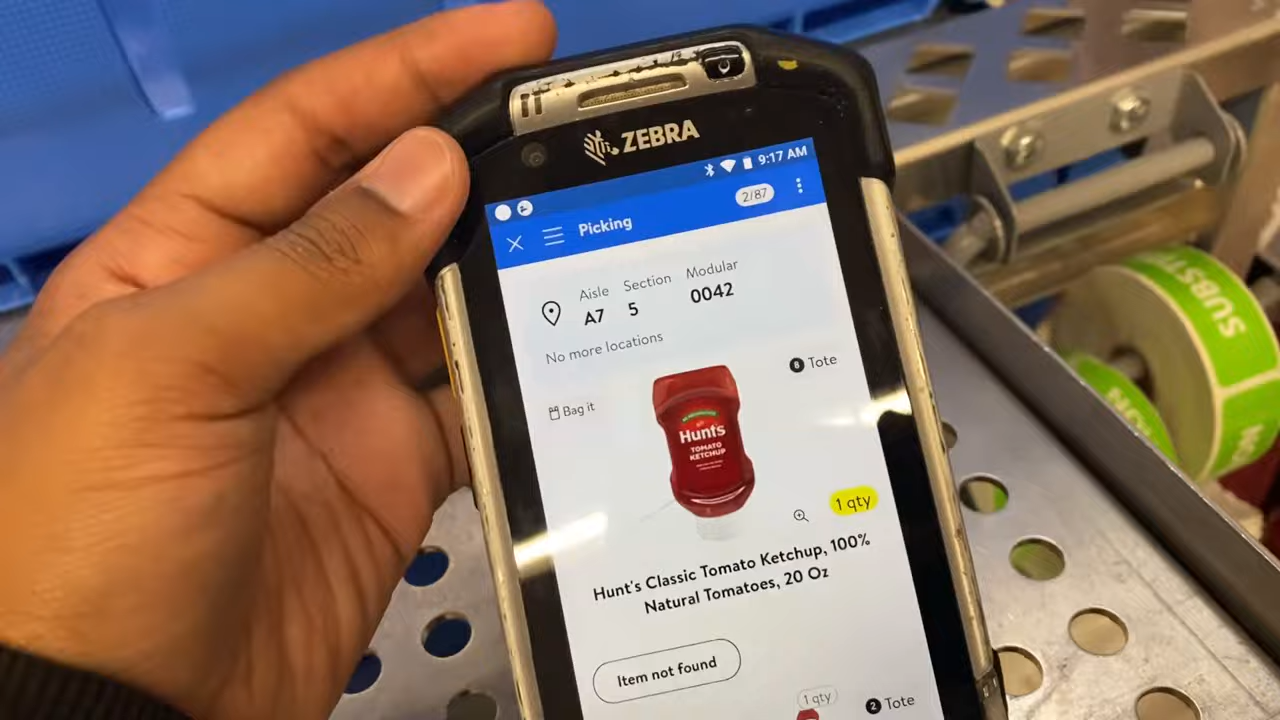 ZEBRA
9:17 AM
Picking
2/87
Aisle Section Modular
A7 5 0042
No more locations
8 Tote
Bag it
Hunt's
TOMATO
KETCHUP
1 qty
Hunt's Classic Tomato Ketchup, 100%
Natural Tomatoes, 20 Oz
Item not found
1 qty
2 Tote